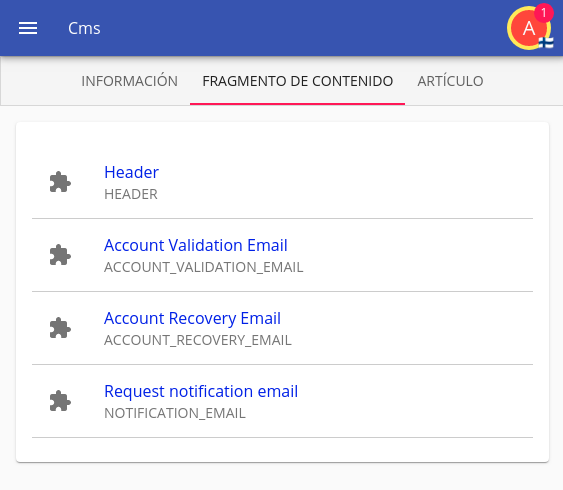 Cms
A
1
INFORMACIÓN
FRAGMENTO DE CONTENIDO
ARTÍCULO
Header
HEADER
Account Validation Email
ACCOUNT_VALIDATION_EMAIL
Account Recovery Email
ACCOUNT_RECOVERY_EMAIL
Request notification email
NOTIFICATION_EMAIL